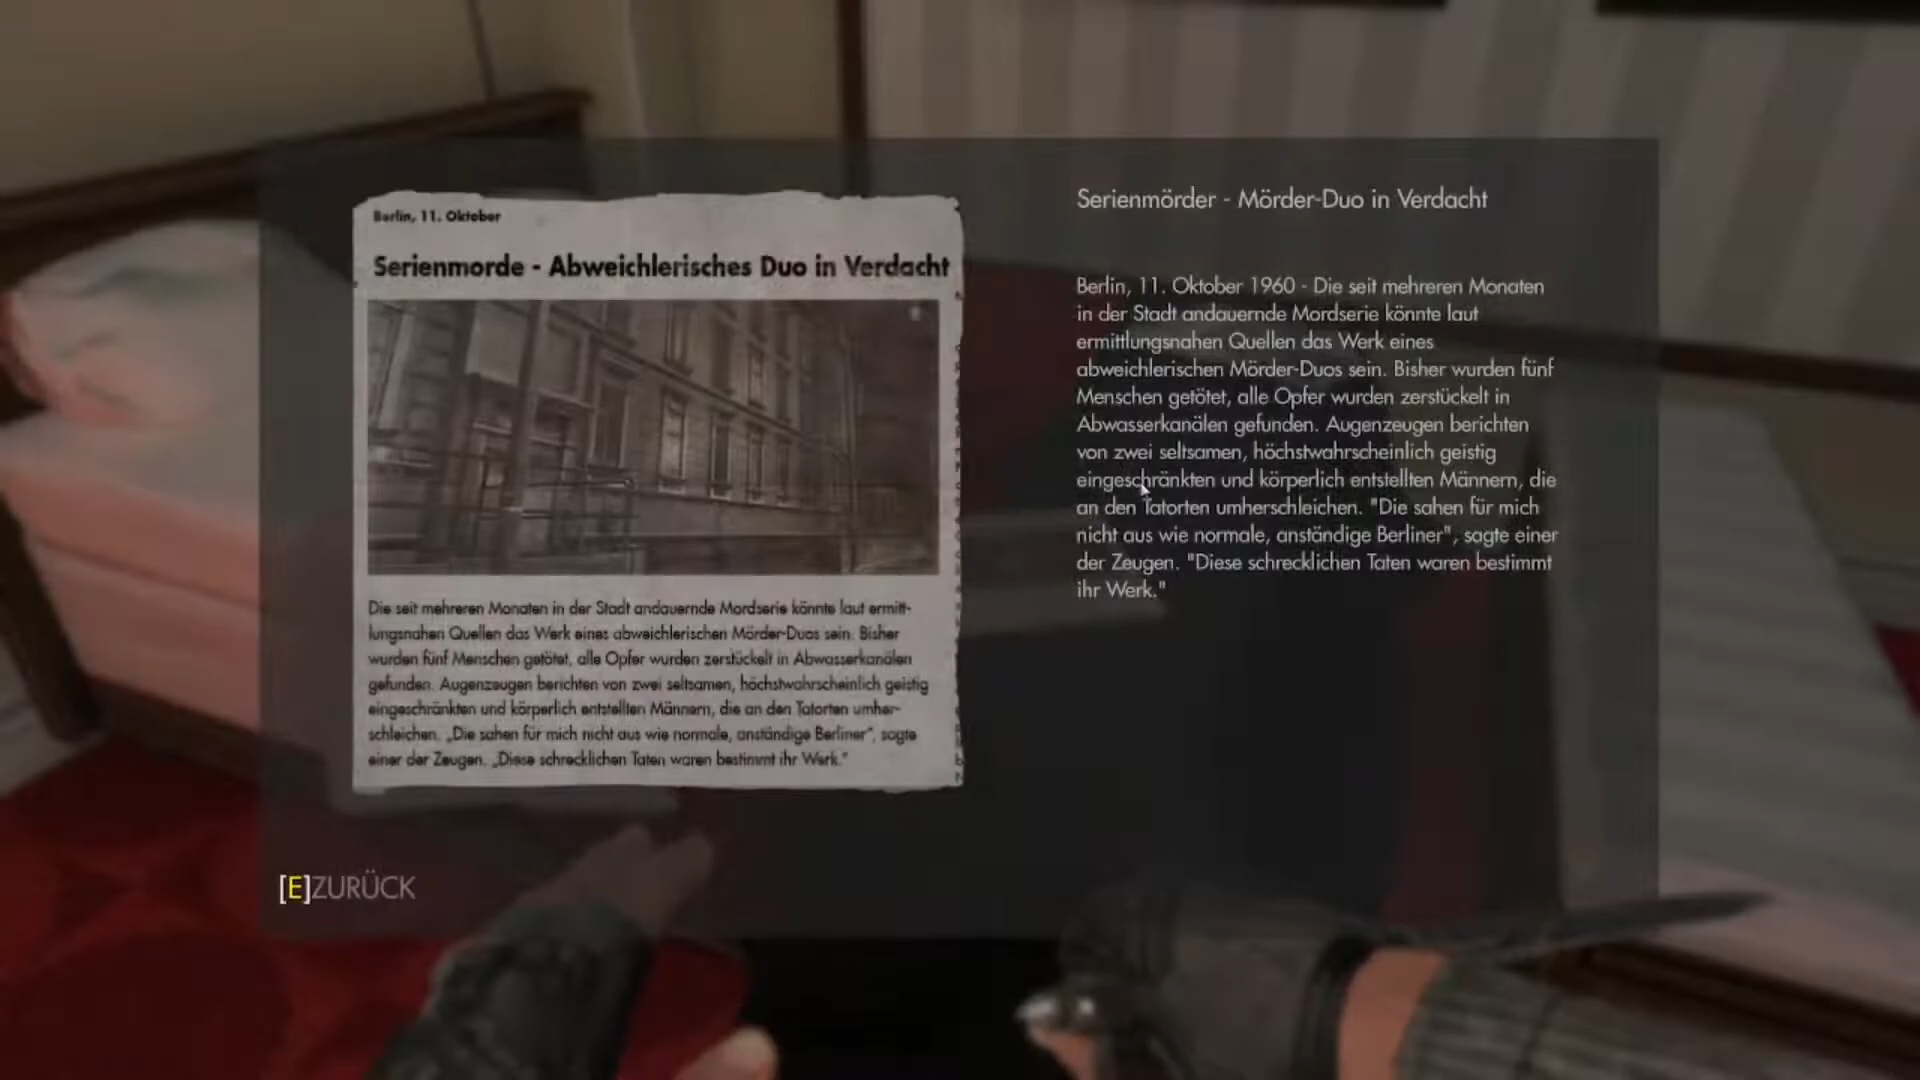 Berlin, 11. Oktober
Serienmorde - Abweichlerisches Duo in Verdacht
Die seit mehreren Monaten in der Stadt andauernde Mordserie könnte laut ermitt-
lungsnahen Quellen das Werk eines abweichlerischen Mörder-Duos sein. Bisher
wurden fünf Menschen getötet, alle Opfer wurden zerstückelt in Abwasserkanälen
gefunden. Augenzeugen berichten von zwei seltsamen, höchstwahrscheinlich geistig
eingeschränkten und körperlich entstellten Männern, die an den Tatorten umher-
schleichen. „Die sahen für mich nicht aus wie normale, anständige Berliner“, sagte
einer der Zeugen. „Diese schrecklichen Taten waren bestimmt ihr Werk.“
Serienmörder - Mörder-Duo in Verdacht
Berlin, 11. Oktober 1960 - Die seit mehreren Monaten
in der Stadt andauernde Mordserie könnte laut
ermittlungsnahen Quellen das Werk eines
abweichlerischen Mörder-Duos sein. Bisher wurden fünf
Menschen getötet, alle Opfer wurden zerstückelt in
Abwasserkanälen gefunden. Augenzeugen berichten
von zwei seltsamen, höchstwahrscheinlich geistig
eingeschränkten und körperlich entstellten Männern, die
an den Tatorten umherschleichen. "Die sahen für mich
nicht aus wie normale, anständige Berliner", sagte einer
der Zeugen. "Diese schrecklichen Taten waren bestimmt
ihr Werk."
[E]ZURÜCK